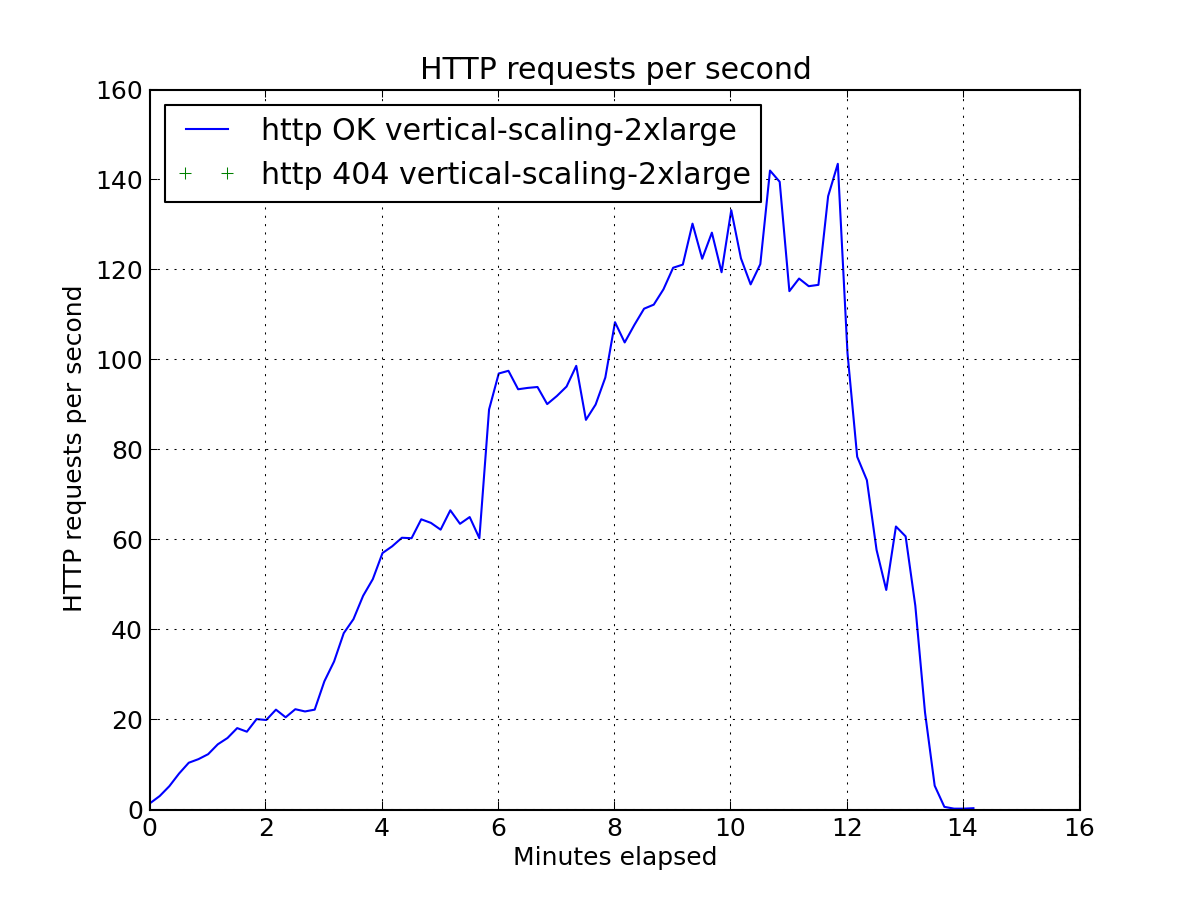 HTTP requests per second
160
http OK vertical-scaling-2xlarge
http 404 vertical-scaling-2xlarge
140
120
100
80
60
40
20
0
HTTP requests per second
0 2 4 6 8 10 12 14 16
Minutes elapsed